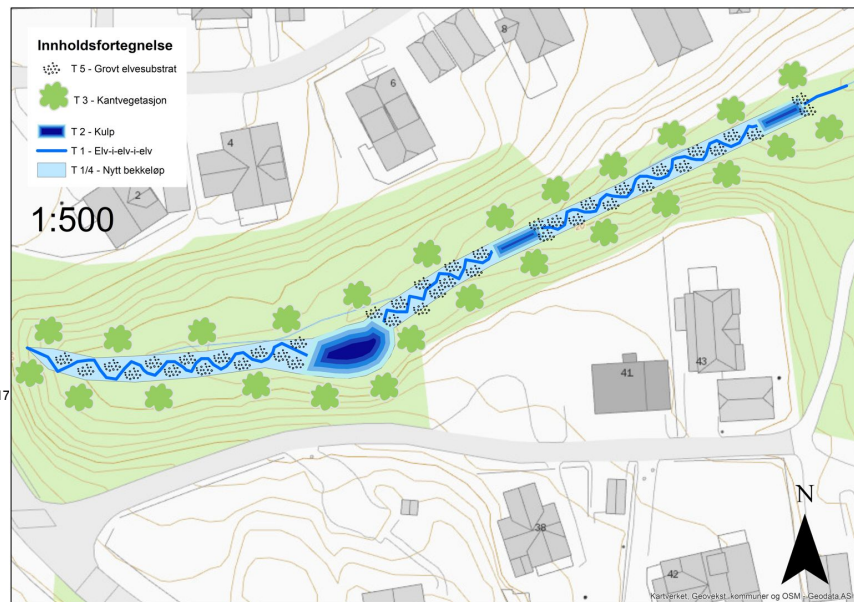 Innholdsfortegnelse
T 5 - Grovt elvesubstrat
T 3 - Kantvegetasjon
T 2 - Kulp
T 1 - Elv-i-elv-i-elv
T 1/4 - Nytt bekkeløp
1:500
8
6
4
2
43
41
17
38
42
N
Kartverket, Geovekst, kommuner og OSM - Geodata AS